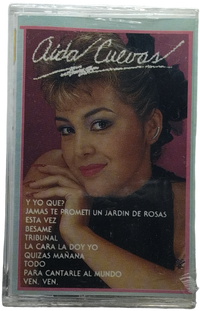 Aida Cuevas
Y YO QUE?
JAMAS TE PROMETI UN JARDIN DE ROSAS
ESTA VEZ
BESAME
TRIBUNAL
LA CARA LA DOY YO
QUIZAS MAÑANA
TODO
PARA CANTARLE AL MUNDO
VEN, VEN,